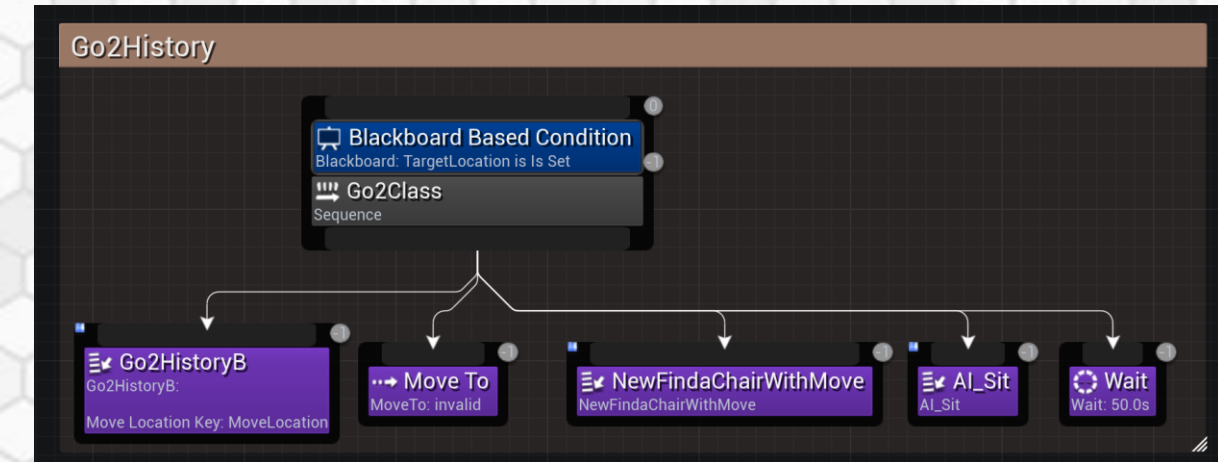 Go2History
0
Blackboard Based Condition
Blackboard: TargetLocation is Is Set
-1
Go2Class
Sequence
-1
Go2HistoryB
Go2HistoryB:
Move Location Key: MoveLocation
-1
Move To
MoveTo: invalid
-1
NewFindaChairWithMove
NewFindaChairWithMove
-1
AI_Sit
AI_Sit
-1
Wait
Wait: 50.0s